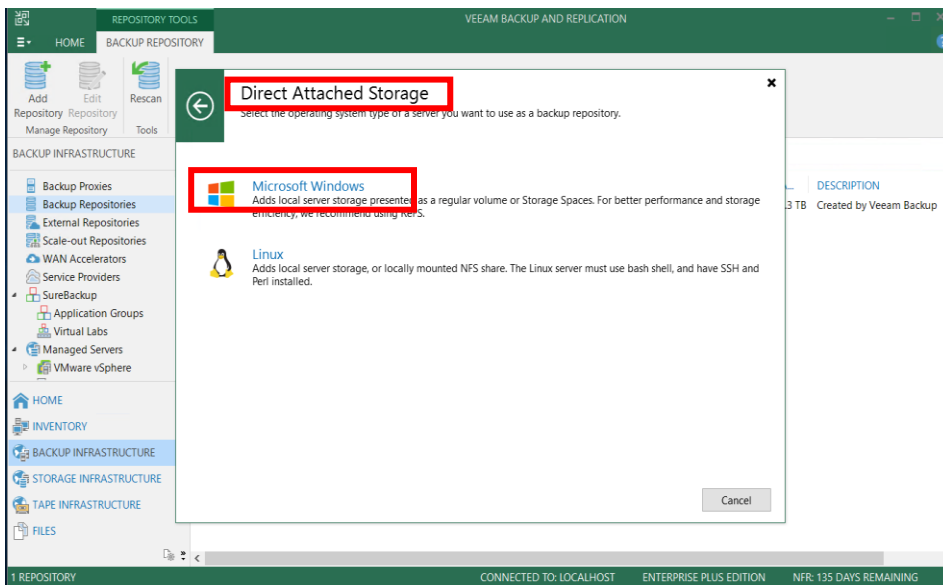 REPOSITORY TOOLS
VEEAM BACKUP AND REPLICATION
HOME
BACKUP REPOSITORY
Add Repository
Edit Repository
Rescan
Manage Repository
Tools
BACKUP INFRASTRUCTURE
Backup Proxies
Backup Repositories
External Repositories
Scale-out Repositories
WAN Accelerators
Service Providers
SureBackup
Application Groups
Virtual Labs
Managed Servers
VMware vSphere
HOME
INVENTORY
BACKUP INFRASTRUCTURE
STORAGE INFRASTRUCTURE
TAPE INFRASTRUCTURE
FILES
Direct Attached Storage
Select the operating system type of a server you want to use as a backup repository.
Microsoft Windows
Adds local server storage presented as a regular volume or Storage Spaces. For better performance and storage
efficiency, we recommend using ReFS.
Linux
Adds local server storage, or locally mounted NFS share. The Linux server must use bash shell, and have SSH and
Perl installed.
Cancel
DESCRIPTION
.3 TB Created by Veeam Backup
1 REPOSITORY
CONNECTED TO: LOCALHOST
ENTERPRISE PLUS EDITION
NFR: 135 DAYS REMAINING